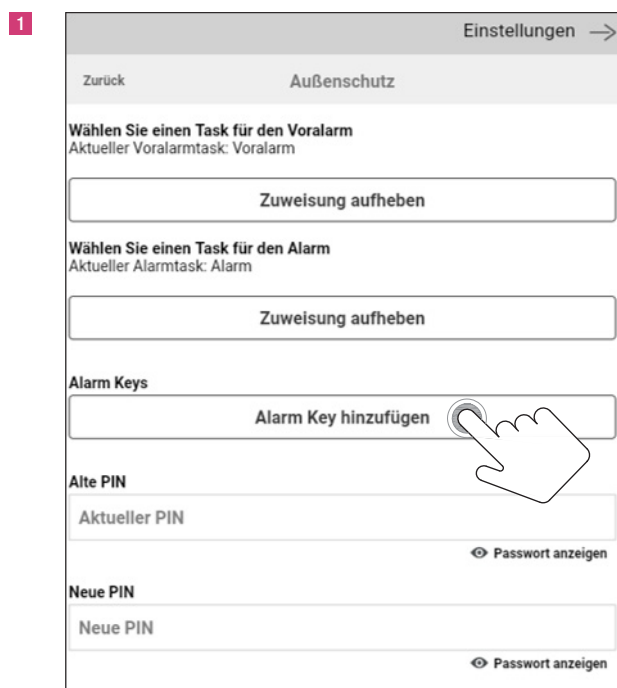 1
Einstellungen
Zurück Außenschutz
Wählen Sie einen Task für den Voralarm
Aktueller Voralarmtask: Voralarm
Zuweisung aufheben
Wählen Sie einen Task für den Alarm
Aktueller Alarmtask: Alarm
Zuweisung aufheben
Alarm Keys
Alarm Key hinzufügen
Alte PIN
Aktueller PIN
Passwort anzeigen
Neue PIN
Neue PIN
Passwort anzeigen